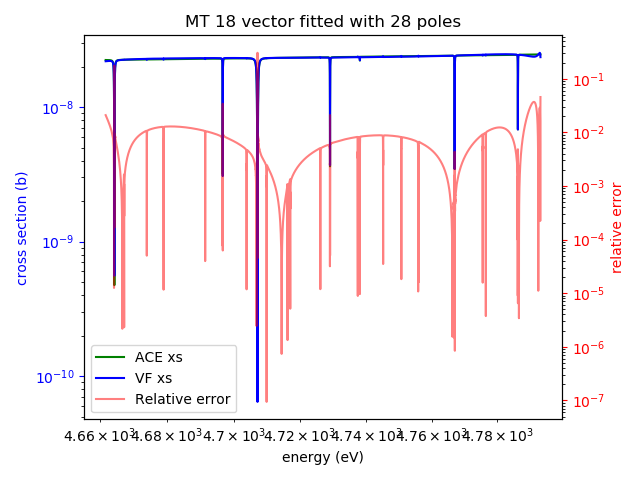 MT 18 vector fitted with 28 poles
10⁻⁸
10⁻⁹
10⁻¹⁰
cross section (b)
10⁻¹
10⁻²
10⁻³
10⁻⁴
10⁻⁵
10⁻⁶
10⁻⁷
relative error
ACE xs
VF xs
Relative error
4.66 × 10³ 4.68 × 10³ 4.7 × 10³ 4.72 × 10³ 4.74 × 10³ 4.76 × 10³ 4.78 × 10³
energy (eV)